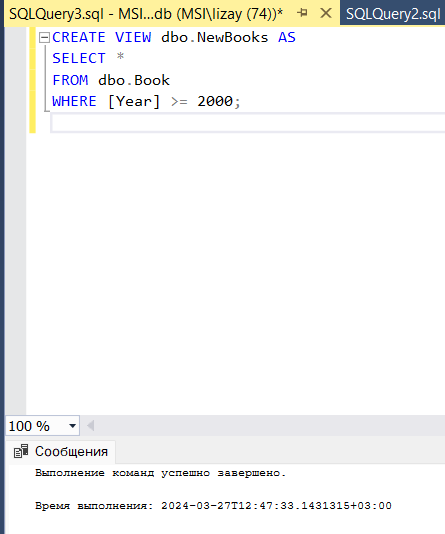 SQLQuery3.sql - MSI...db (MSI\lizay (74))* SQLQuery2.sql
CREATE VIEW dbo.NewBooks AS
SELECT *
FROM dbo.Book
WHERE [Year] >= 2000;
100 %
Сообщения
Выполнение команд успешно завершено.
Время выполнения: 2024-03-27T12:47:33.1431315+03:00